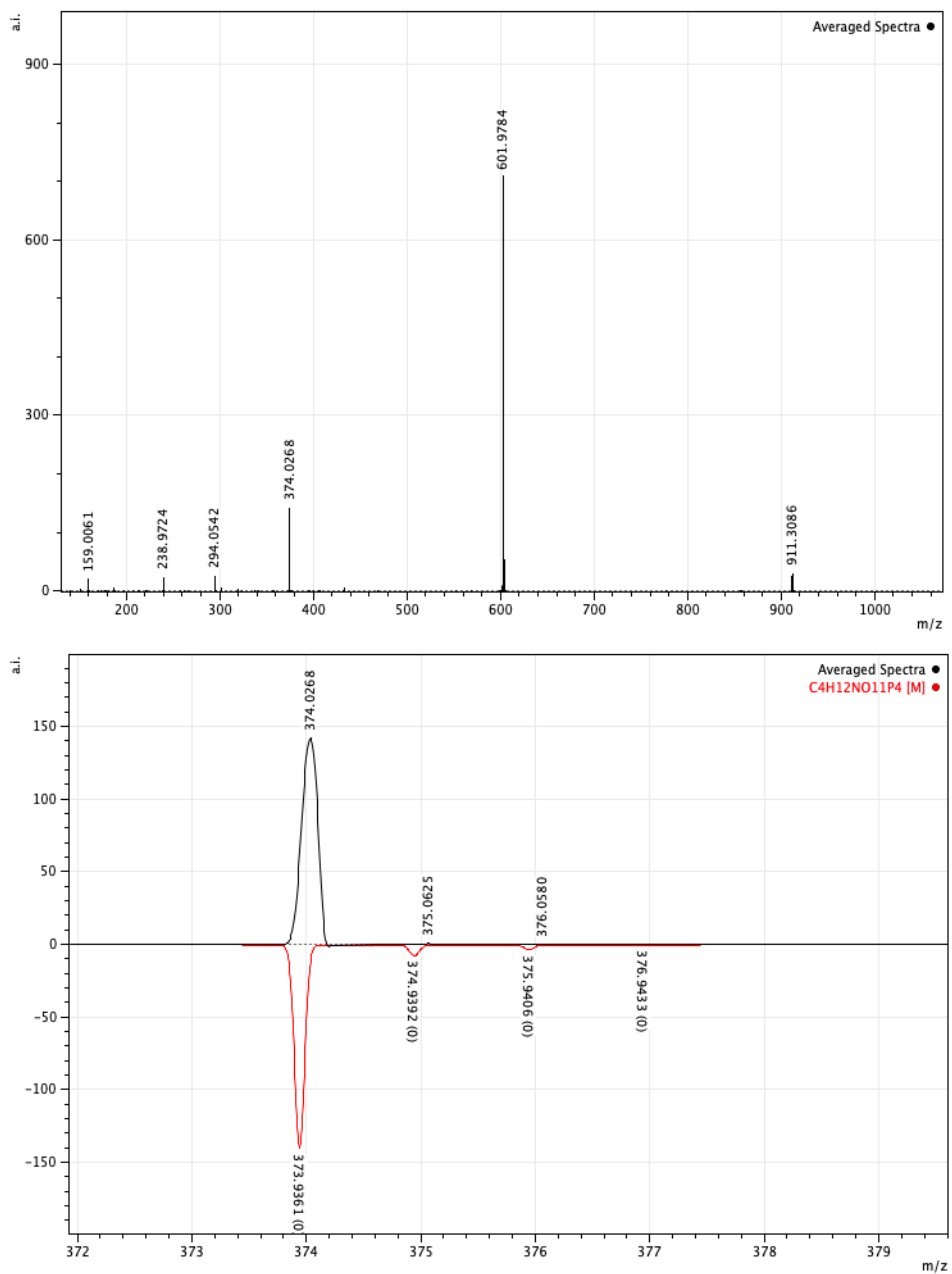 a.i.
Averaged Spectra ●
900
600
300
0
159.0061
238.9724
294.0542
374.0268
601.9784
911.3086
200 300 400 500 600 700 800 900 1000
m/z
a.i.
Averaged Spectra ●
C4H12NO11P4 [M] ●
150
100
50
0
-50
-100
-150
374.0268
375.0625
376.0580
373.9361 (0)
374.9392 (0)
375.9406 (0)
376.9433 (0)
372 373 374 375 376 377 378 379
m/z